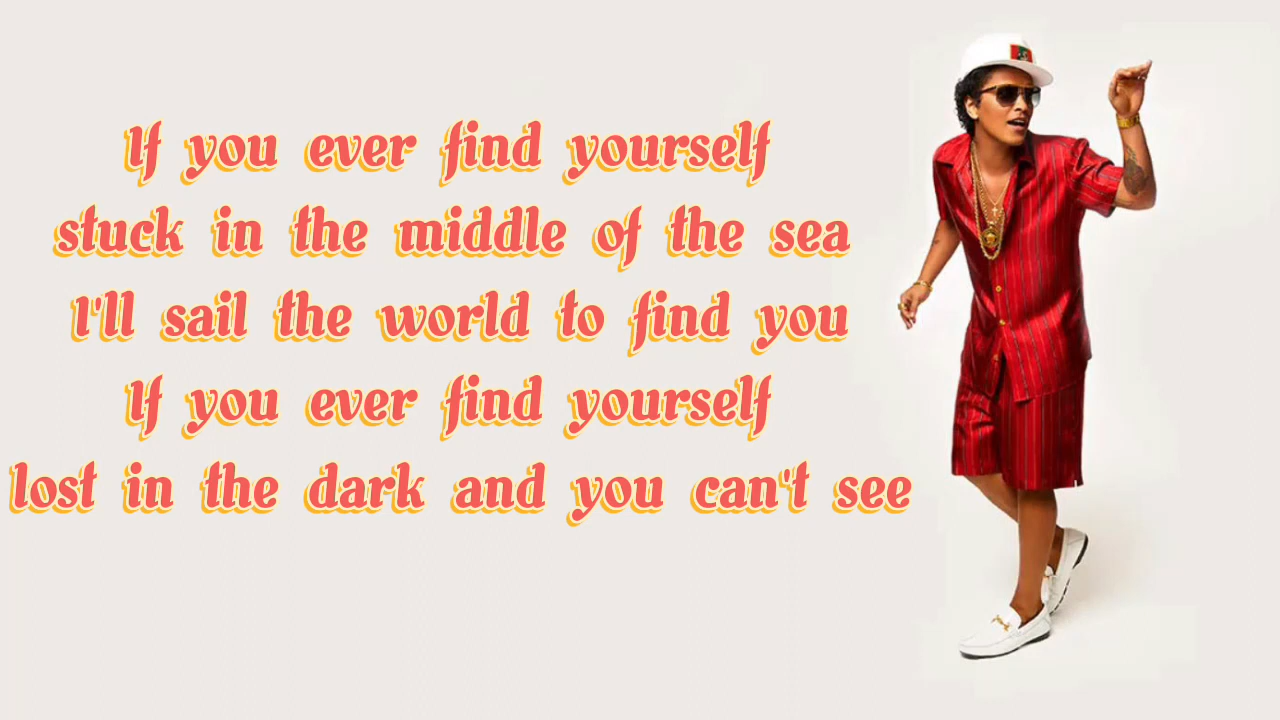 If you ever find yourself
stuck in the middle of the sea
I'll sail the world to find you
If you ever find yourself
lost in the dark and you can't see